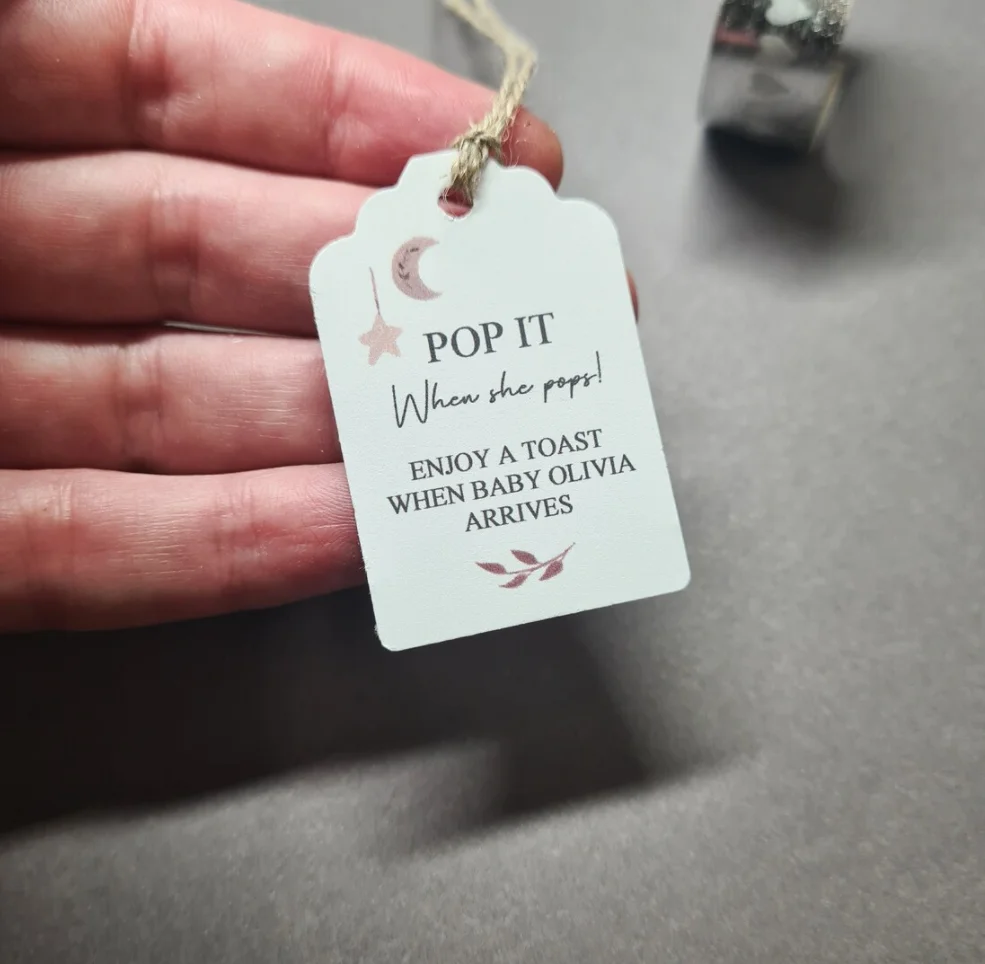 POP IT
When she pops!
ENJOY A TOAST
WHEN BABY OLIVIA
ARRIVES